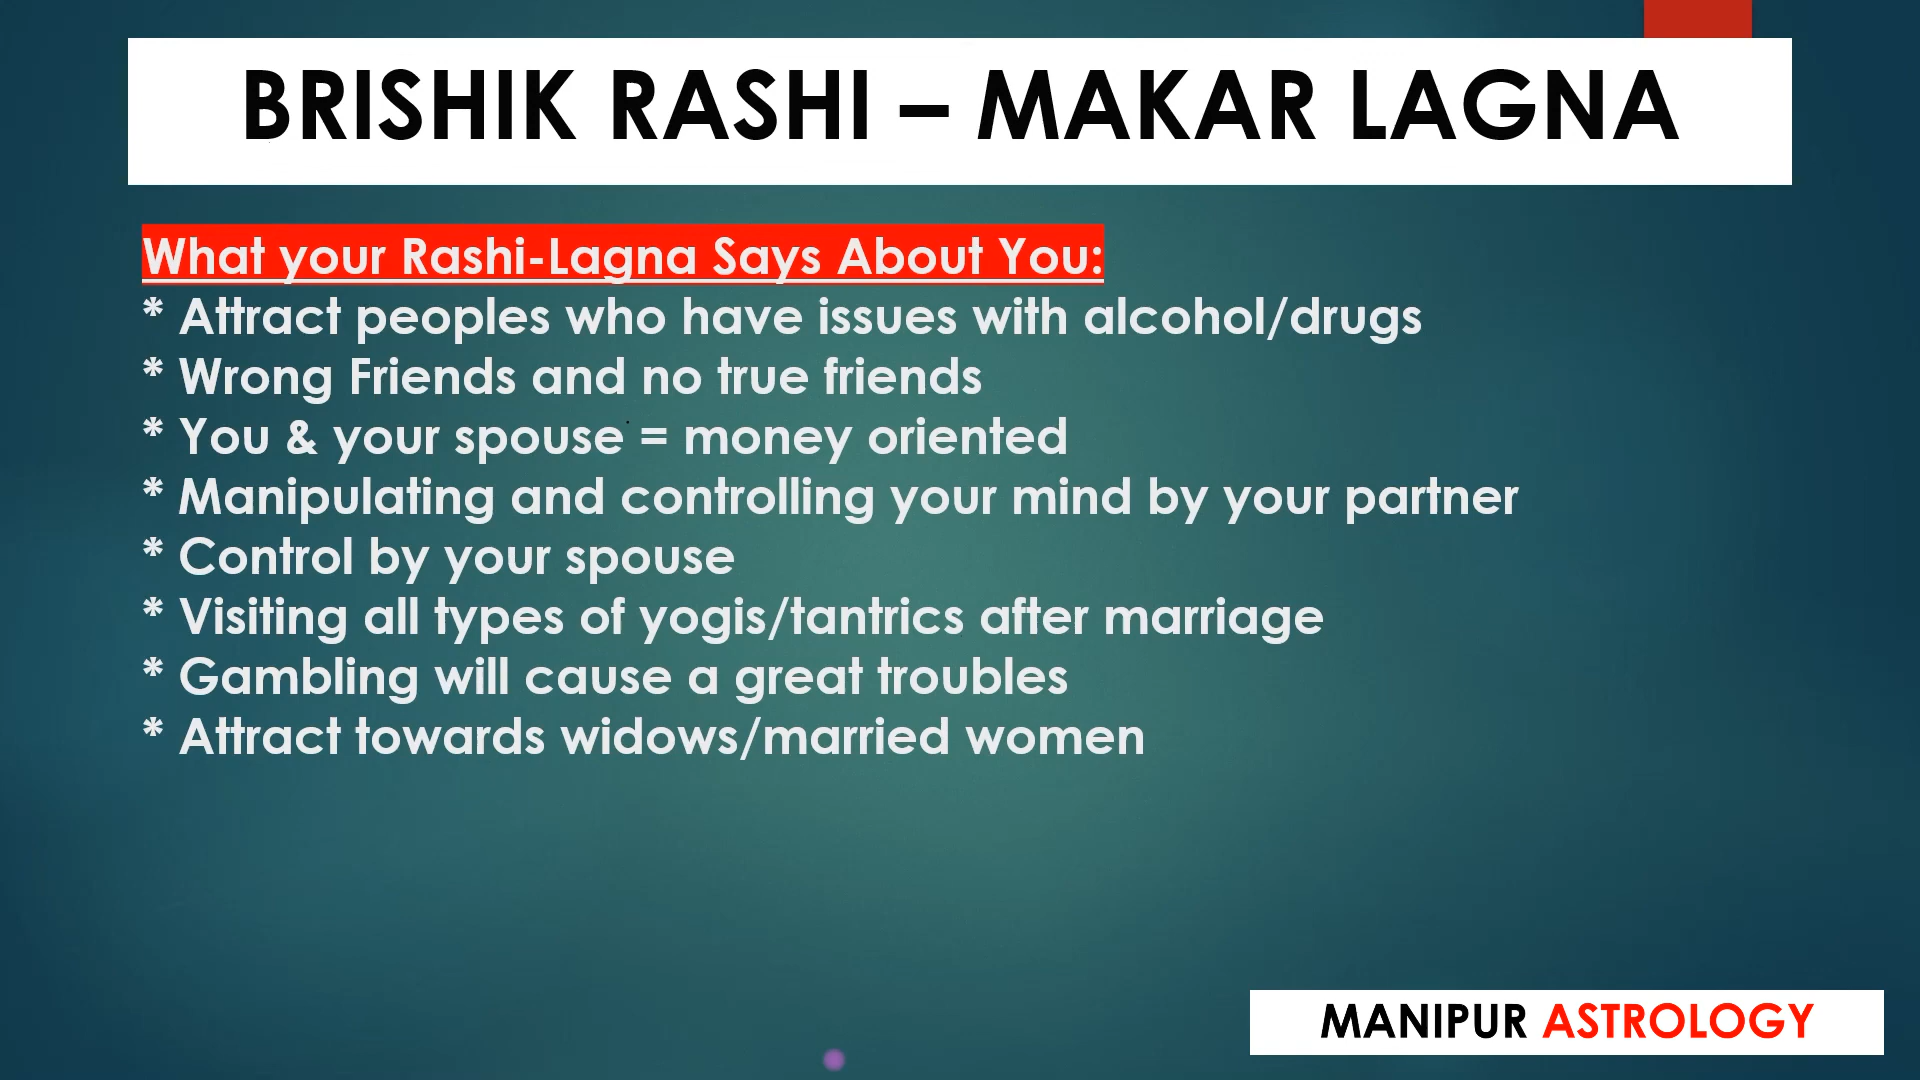 BRISHIK RASHI – MAKAR LAGNA
What your Rashi-Lagna Says About You:
* Attract peoples who have issues with alcohol/drugs
* Wrong Friends and no true friends
* You & your spouse = money oriented
* Manipulating and controlling your mind by your partner
* Control by your spouse
* Visiting all types of yogis/tantrics after marriage
* Gambling will cause a great troubles
* Attract towards widows/married women
MANIPUR ASTROLOGY